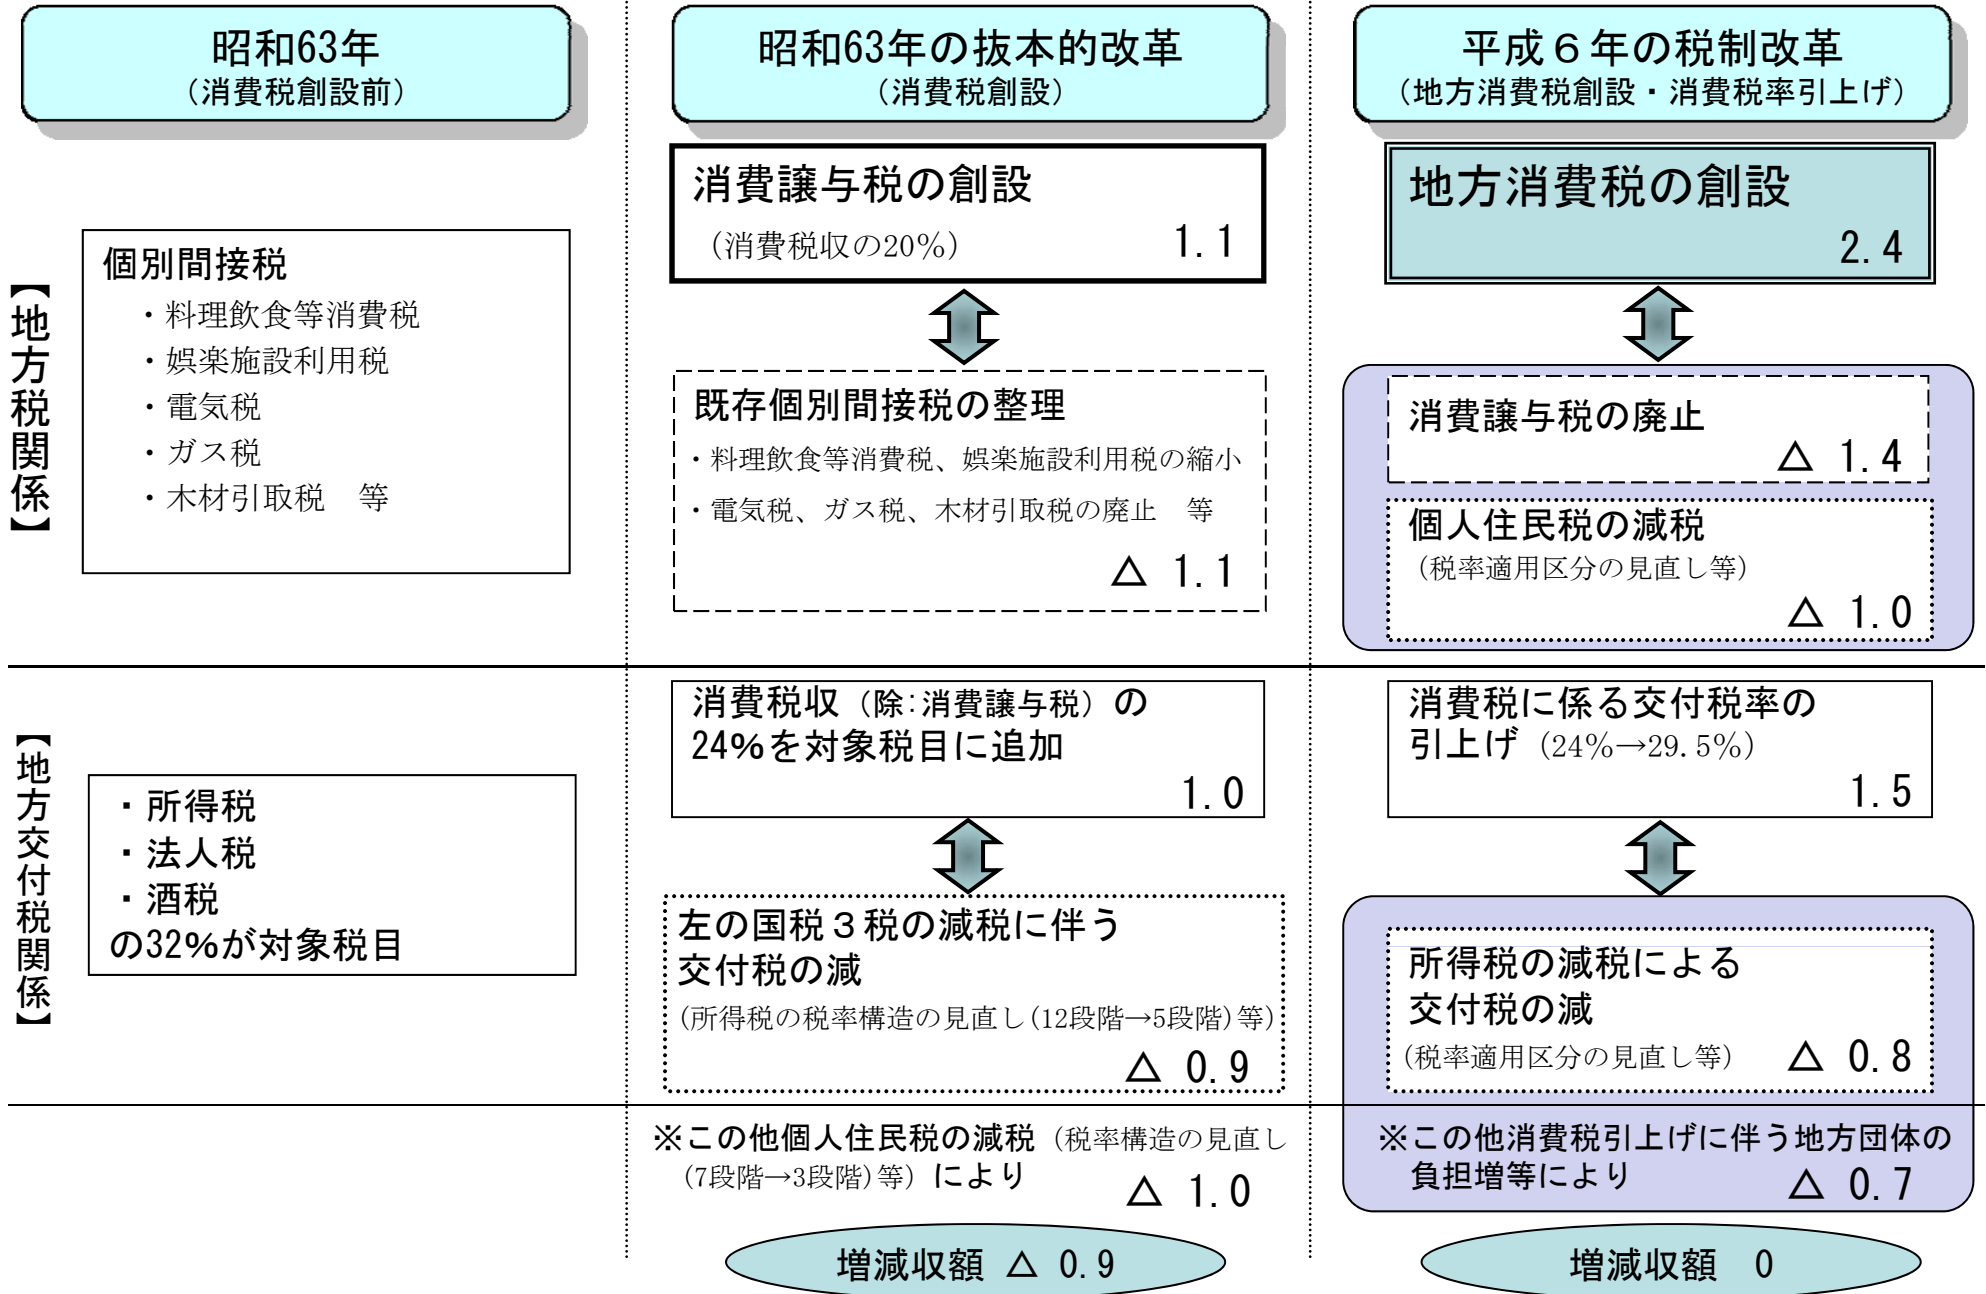 昭和63年
（消費税創設前）
昭和63年の抜本的改革
（消費税創設）
平成６年の税制改革
（地方消費税創設・消費税率引上げ）
【地方税関係】
個別間接税
・料理飲食等消費税
・娯楽施設利用税
・電気税
・ガス税
・木材引取税　等
消費譲与税の創設
（消費税収の20％）
1.1
既存個別間接税の整理
・料理飲食等消費税、娯楽施設利用税の縮小
・電気税、ガス税、木材引取税の廃止　等
△ 1.1
地方消費税の創設
2.4
消費譲与税の廃止
△ 1.4
個人住民税の減税
（税率適用区分の見直し等）
△ 1.0
【地方交付税関係】
・所得税
・法人税
・酒税
の32%が対象税目
消費税収（除:消費譲与税）の
24%を対象税目に追加
1.0
左の国税３税の減税に伴う
交付税の減
(所得税の税率構造の見直し(12段階→5段階)等)
△ 0.9
消費税に係る交付税率の
引上げ（24％→29.5％）
1.5
所得税の減税による
交付税の減
(税率適用区分の見直し等）
△ 0.8
※この他個人住民税の減税（税率構造の見直し
(7段階→3段階)等）により
△ 1.0
※この他消費税引上げに伴う地方団体の
負担増等により
△ 0.7
増減収額 △ 0.9
増減収額　0